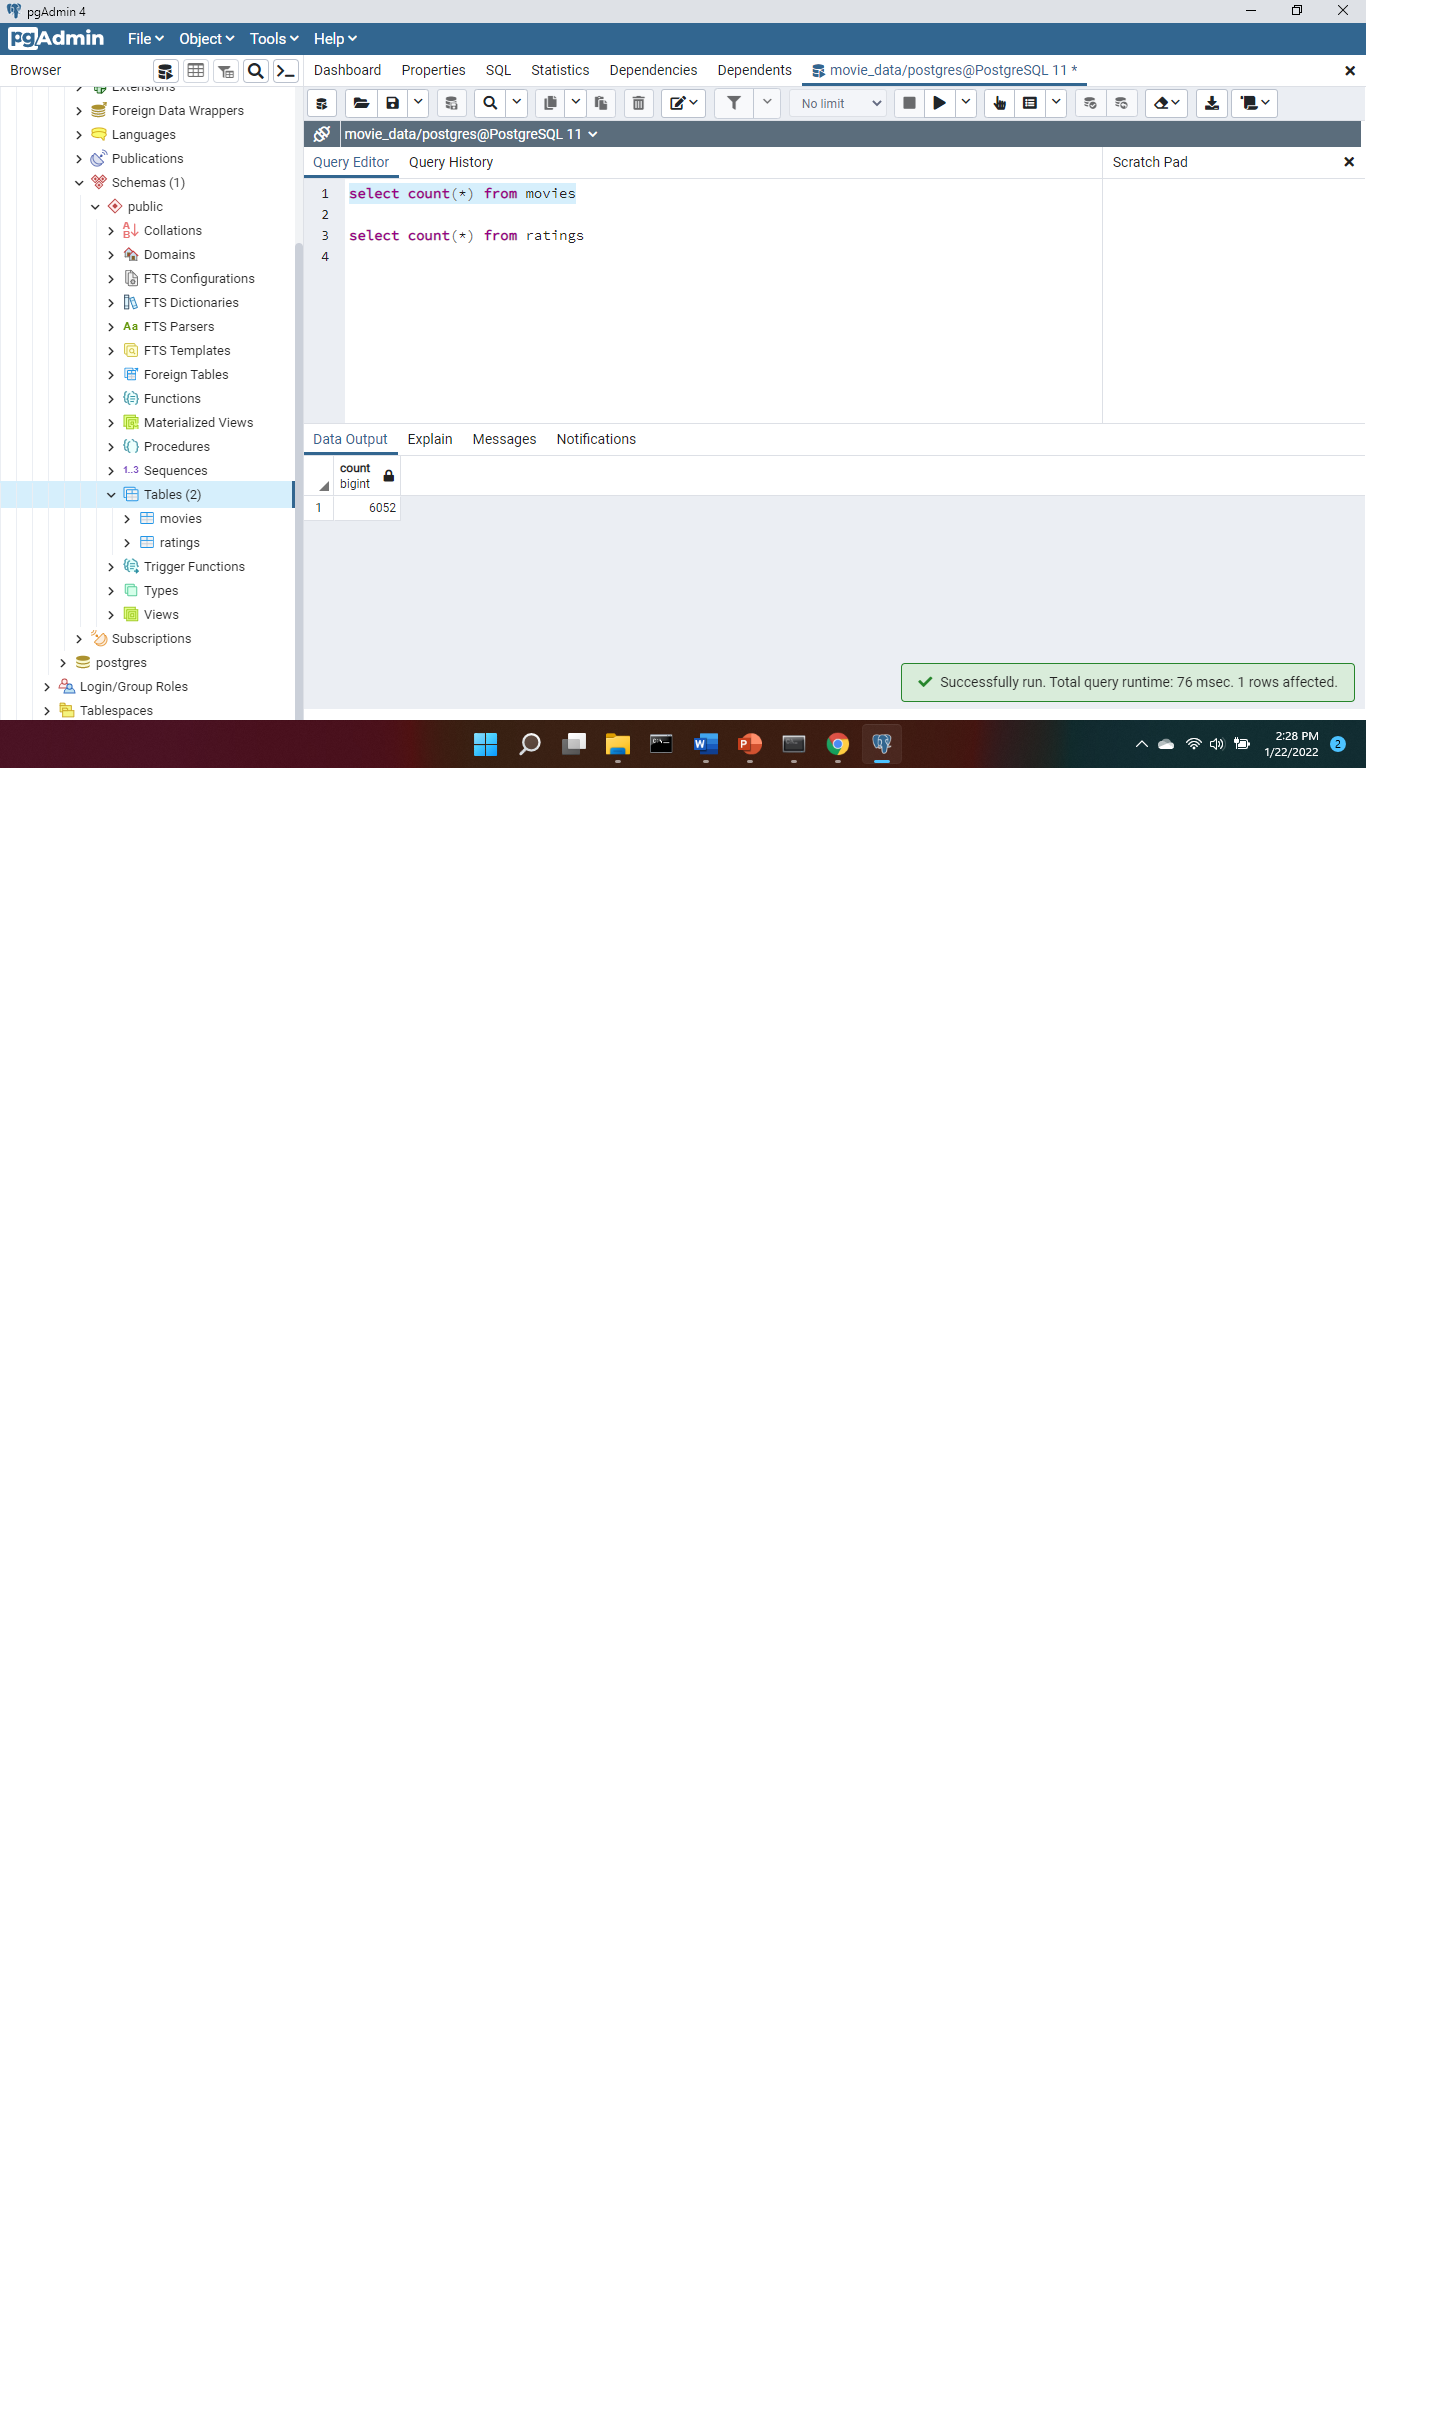 pgAdmin 4
pgAdmin File Object Tools Help
Browser
Dashboard Properties SQL Statistics Dependencies Dependents movie_data/postgres@PostgreSQL 11 *
No limit
movie_data/postgres@PostgreSQL 11
Query Editor Query History
Scratch Pad
1 select count(*) from movies
2
3 select count(*) from ratings
4
Extensions
Foreign Data Wrappers
Languages
Publications
Schemas (1)
public
Collations
Domains
FTS Configurations
FTS Dictionaries
Aa FTS Parsers
FTS Templates
Foreign Tables
Functions
Materialized Views
Procedures
1..3 Sequences
Tables (2)
movies
ratings
Trigger Functions
Types
Views
Subscriptions
postgres
Login/Group Roles
Tablespaces
Data Output Explain Messages Notifications
count
bigint
1 6052
Successfully run. Total query runtime: 76 msec. 1 rows affected.
2:28 PM
1/22/2022
2